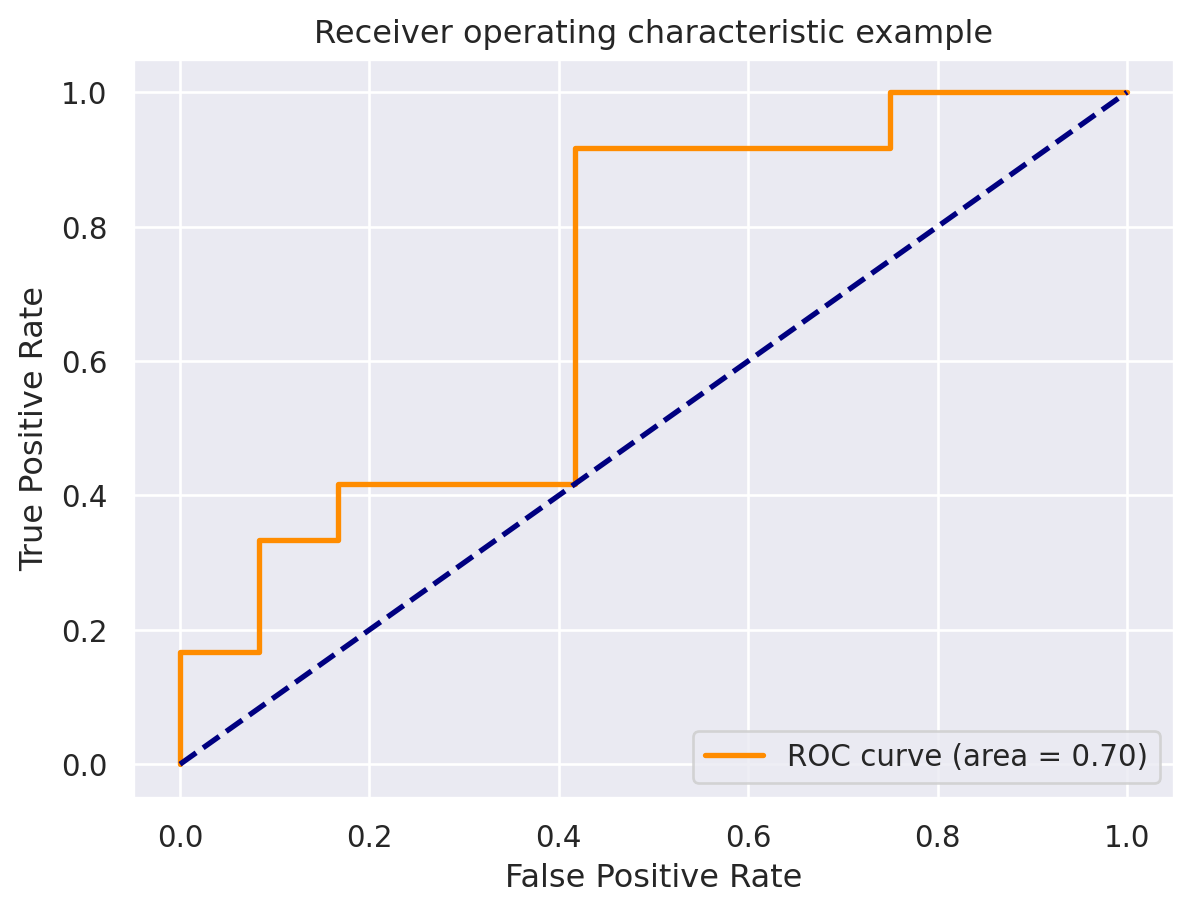 Receiver operating characteristic example
True Positive Rate
1.0
0.8
0.6
0.4
0.2
0.0
ROC curve (area = 0.70)
0.0 0.2 0.4 0.6 0.8 1.0
False Positive Rate